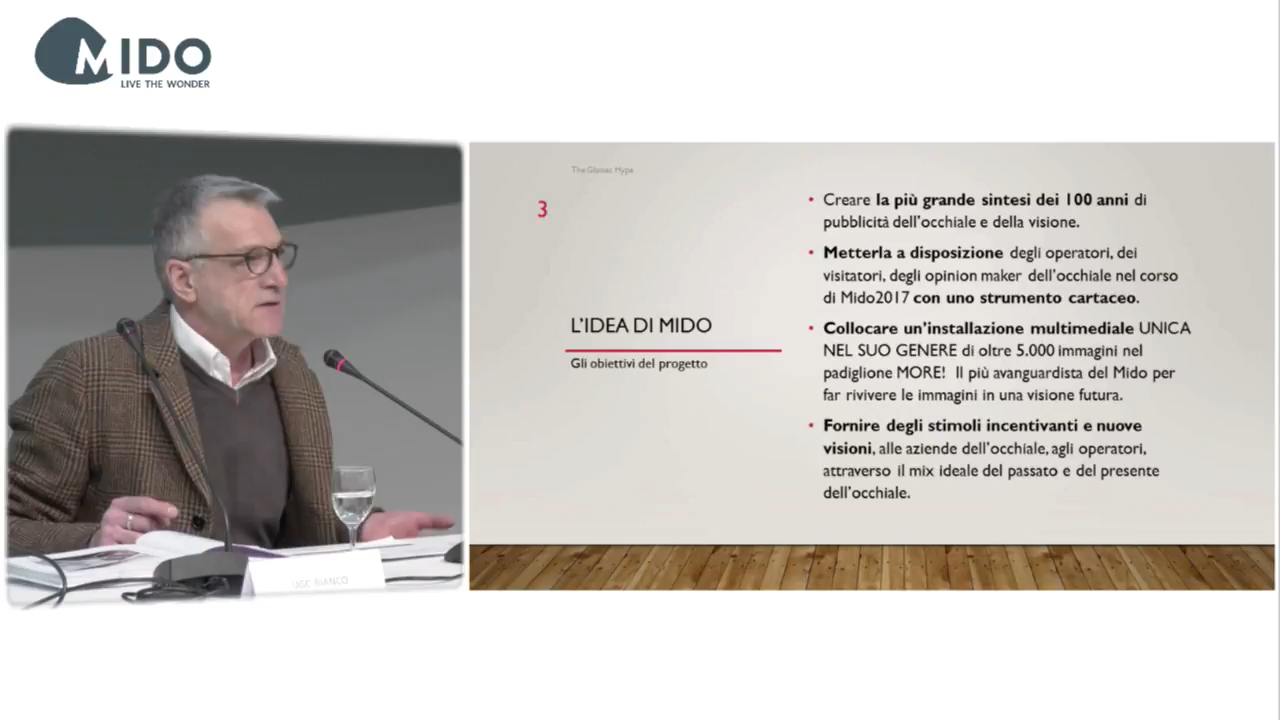 MIDO
LIVE THE WONDER
The Glasses Hype
3
L'IDEA DI MIDO
Gli obiettivi del progetto
• Creare la più grande sintesi dei 100 anni di
pubblicità dell'occhiale e della visione.
• Metterla a disposizione degli operatori, dei
visitatori, degli opinion maker dell'occhiale nel corso
di Mido2017 con uno strumento cartaceo.
• Collocare un'installazione multimediale UNICA
NEL SUO GENERE di oltre 5.000 immagini nel
padiglione MORE! Il più avanguardista del Mido per
far rivivere le immagini in una visione futura.
• Fornire degli stimoli incentivanti e nuove
visioni, alle aziende dell'occhiale, agli operatori,
attraverso il mix ideale del passato e del presente
dell'occhiale.
BIANCO